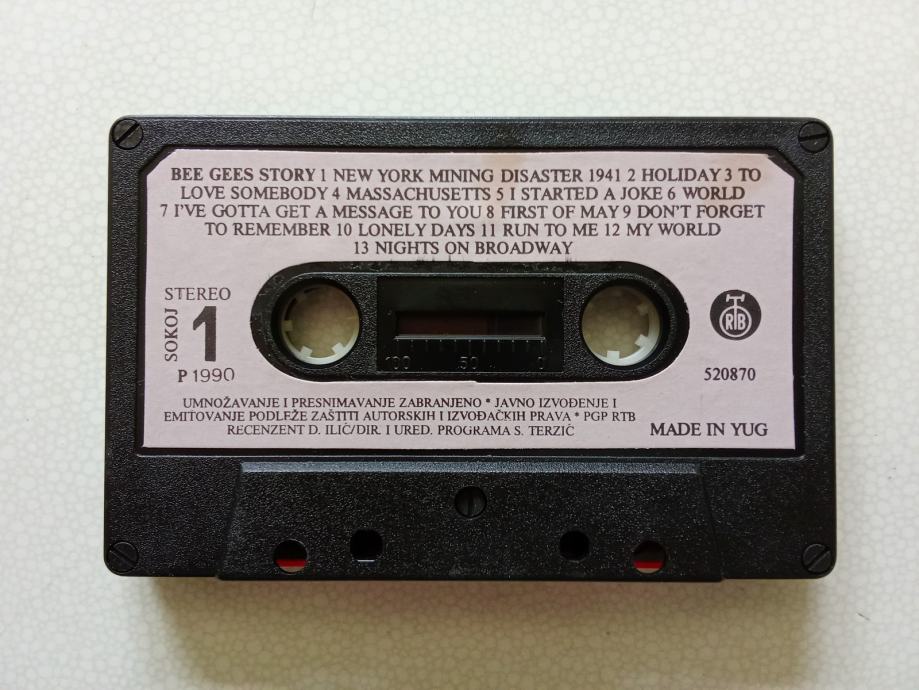 BEE GEES STORY 1 NEW YORK MINING DISASTER 1941 2 HOLIDAY 3 TO
LOVE SOMEBODY 4 MASSACHUSETTS 5 I STARTED A JOKE 6 WORLD
7 I'VE GOTTA GET A MESSAGE TO YOU 8 FIRST OF MAY 9 DON'T FORGET
TO REMEMBER 10 LONELY DAYS 11 RUN TO ME 12 MY WORLD
13 NIGHTS ON BROADWAY
STEREO
SOKOJ
1
P 1990
100 50 0
RTB
520870
UMNOŽAVANJE I PRESNIMAVANJE ZABRANJENO * JAVNO IZVOĐENJE I
EMITOVANJE PODLEŽE ZAŠTITI AUTORSKIH I IZVOĐAČKIH PRAVA * PGP RTB
RECENZENT D. ILIĆ/DIR. I URED. PROGRAMA S. TERZIĆ
MADE IN YUG